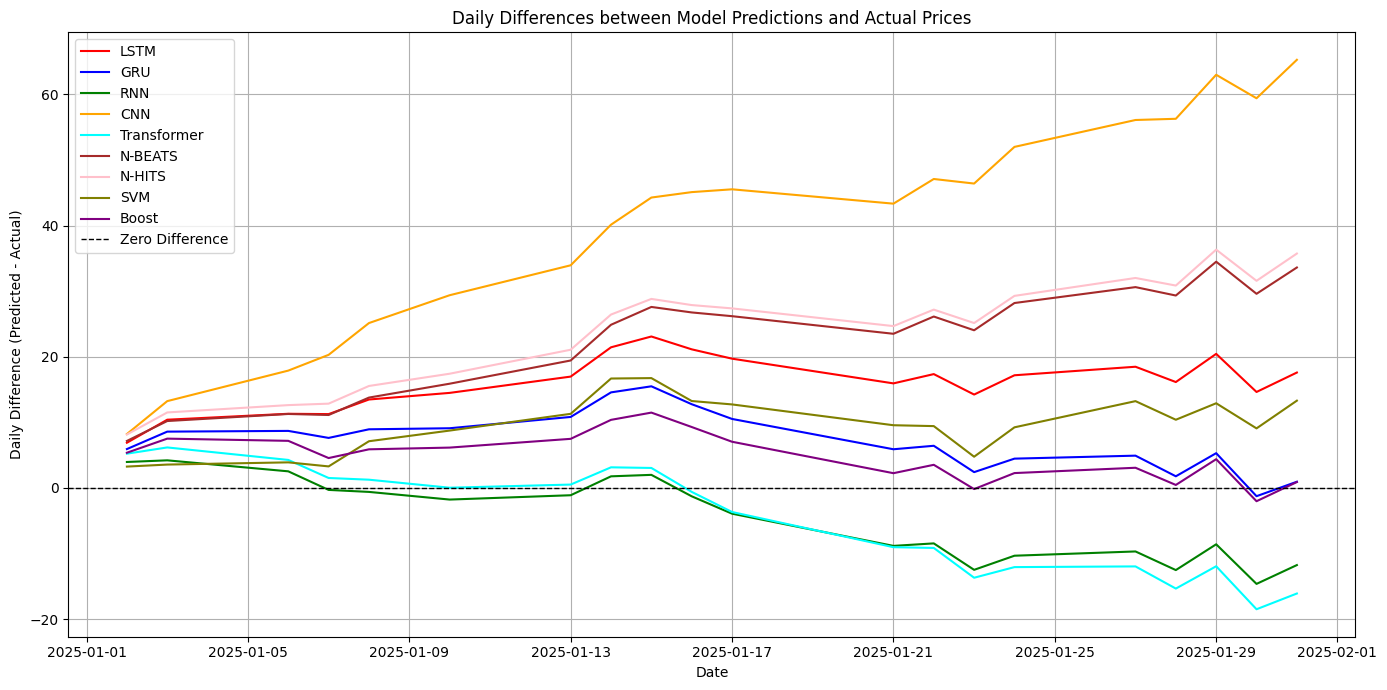 Daily Differences between Model Predictions and Actual Prices
LSTM
GRU
RNN
CNN
Transformer
N-BEATS
N-HITS
SVM
Boost
Zero Difference
Daily Difference (Predicted - Actual)
60
40
20
0
−20
2025-01-01
2025-01-05
2025-01-09
2025-01-13
2025-01-17
2025-01-21
2025-01-25
2025-01-29
2025-02-01
Date